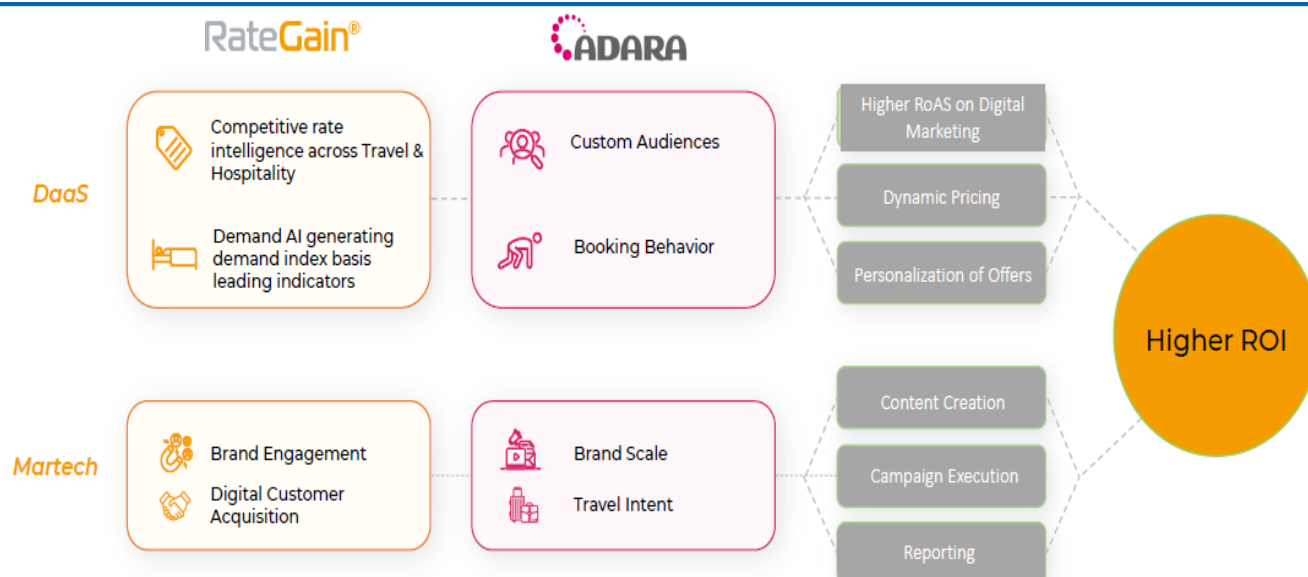 RateGain®
ADARA
DaaS
Competitive rate
intelligence across Travel &
Hospitality
Demand AI generating
demand index basis
leading indicators
Custom Audiences
Booking Behavior
Higher RoAS on Digital
Marketing
Dynamic Pricing
Personalization of Offers
Higher ROI
Martech
Brand Engagement
Digital Customer
Acquisition
Brand Scale
Travel Intent
Content Creation
Campaign Execution
Reporting